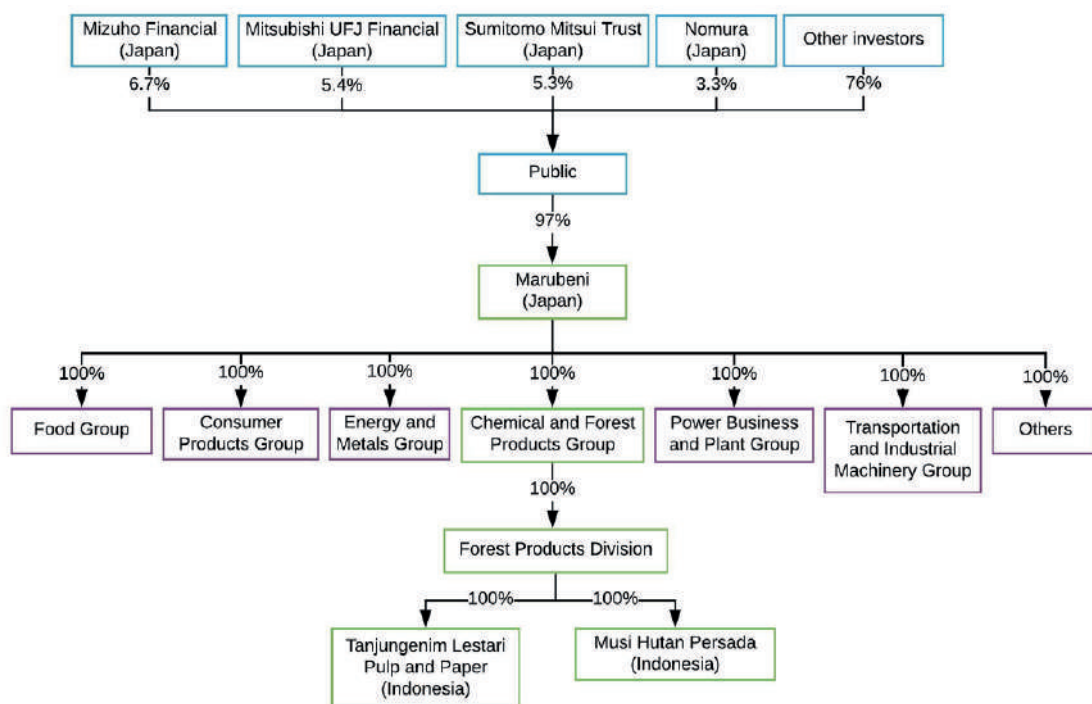 Mizuho Financial
(Japan)
Mitsubishi UFJ Financial
(Japan)
Sumitomo Mitsui Trust
(Japan)
Nomura
(Japan)
Other investors
6.7%
5.4%
5.3%
3.3%
76%
Public
97%
Marubeni
(Japan)
100%
100%
100%
100%
100%
100%
100%
Food Group
Consumer
Products Group
Energy and
Metals Group
Chemical and Forest
Products Group
Power Business
and Plant Group
Transportation
and Industrial
Machinery Group
Others
100%
Forest Products Division
100%
100%
Tanjungenim Lestari
Pulp and Paper
(Indonesia)
Musi Hutan Persada
(Indonesia)